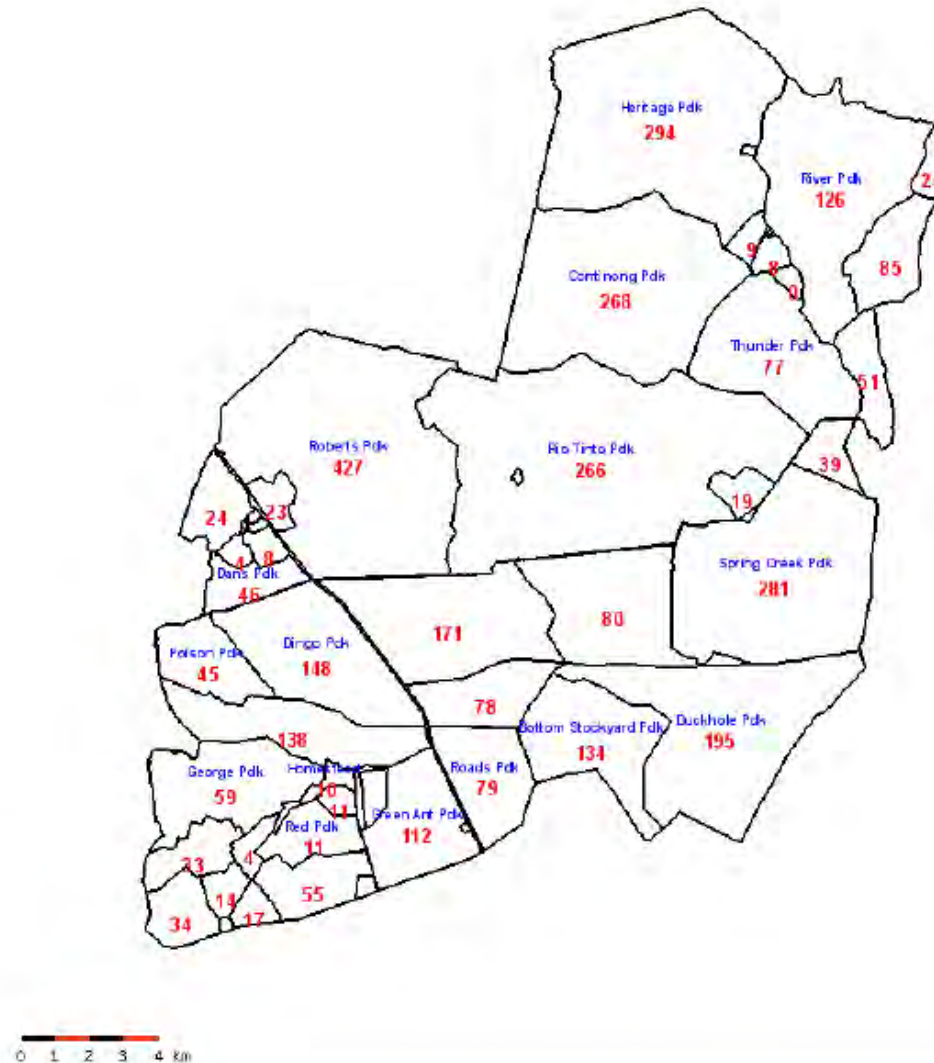 Heritage Pdk
294
River Pdk
126
9
8
0
85
Continong Pdk
268
Thunder Pdk
77
51
Roberts Pdk
427
Rio Tinto Pdk
266
39
19
24
23
4
8
Dans Pdk
46
Spring Creek Pdk
281
171
80
Poison Pdk
45
Dingo Pdk
148
78
138
Bottom Stockyard Pdk
134
Duckhole Pdk
195
George Pdk
59
Homestead
10
11
Roads Pdk
79
Green Ant Pdk
112
Red Pdk
11
33
4
14
55
34
17
0 1 2 3 4 km